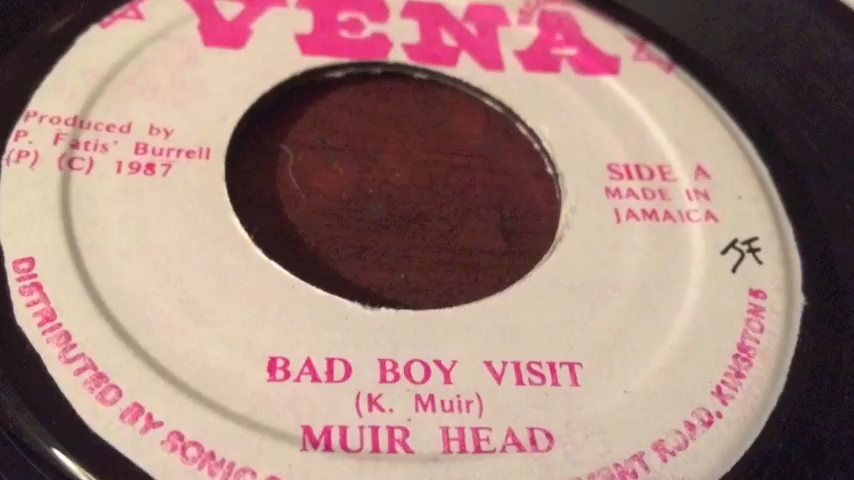 VENA
Produced by
P. Fatis' Burrell
(P) (C) 1987
SIDE A
MADE IN
JAMAICA
JF
BAD BOY VISIT
(K. Muir)
MUIR HEAD
DISTRIBUTED BY SONIC
ROAD, KINGSTON 5